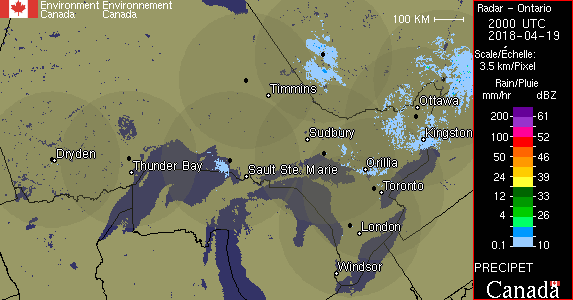 Environment Environnement
Canada Canada
100 KM
Timmins
Ottawa
Sudbury
Kingston
Dryden
Thunder Bay
Sault Ste. Marie
Orillia
Toronto
London
Windsor
Radar - Ontario
2000 UTC
2018-04-19
Scale/Échelle:
3.5 km/Pixel
Rain/Pluie
mm/hr dBZ
200 61
100 52
50 46
24 39
12 33
4 26
0.1 10
PRECIPET
Canada